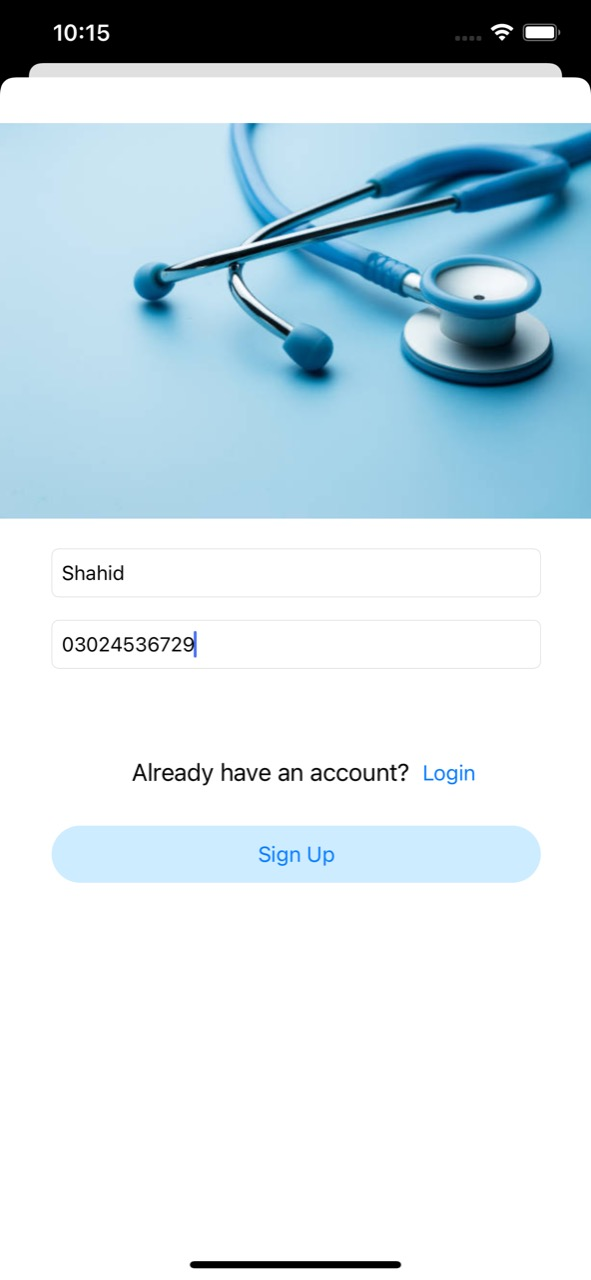 10:15
Shahid
03024536729
Already have an account? Login
Sign Up